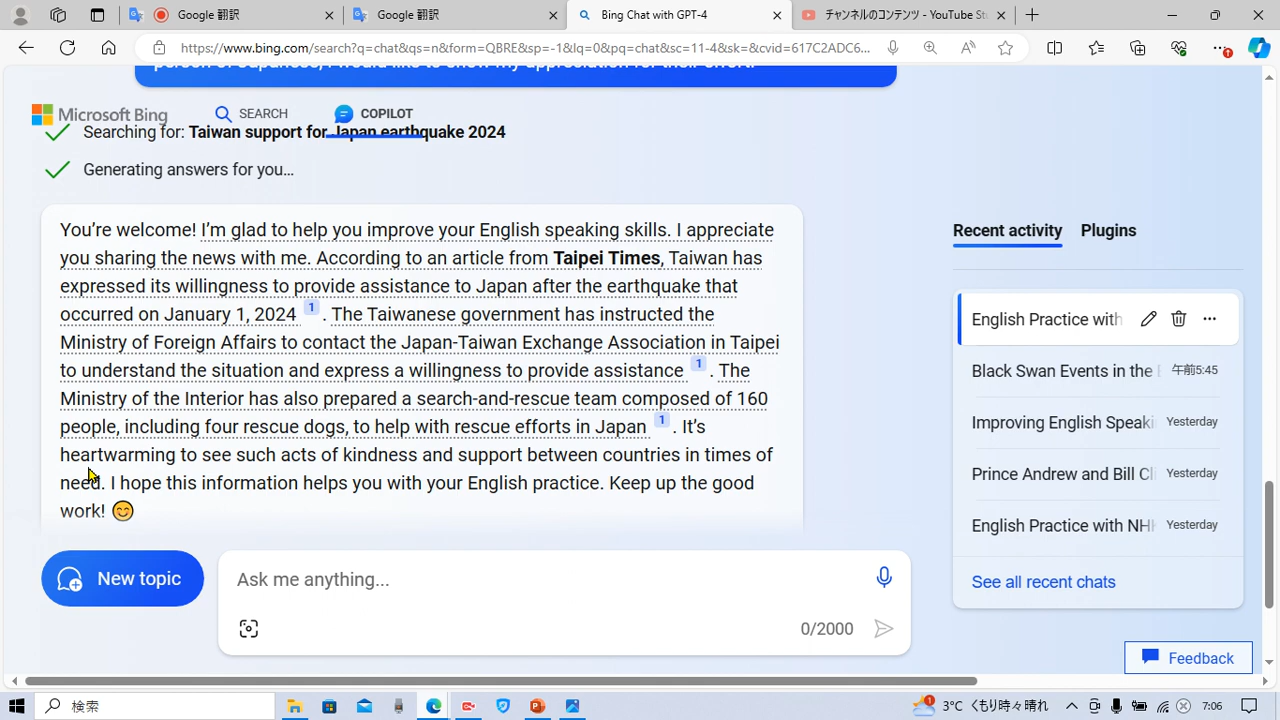 Google 翻訳
Google 翻訳
Bing Chat with GPT-4
チャンネルのコンテンツ - YouTube St
https://www.bing.com/search?q=chat&qs=n&form=QBRE&sp=-1&lq=0&pq=chat&sc=11-4&sk=&cvid=617C2ADC6...
Microsoft Bing
SEARCH
COPILOT
Searching for: Taiwan support for Japan earthquake 2024
Generating answers for you...
You're welcome! I'm glad to help you improve your English speaking skills. I appreciate
you sharing the news with me. According to an article from Taipei Times, Taiwan has
expressed its willingness to provide assistance to Japan after the earthquake that
occurred on January 1, 2024 1 . The Taiwanese government has instructed the
Ministry of Foreign Affairs to contact the Japan-Taiwan Exchange Association in Taipei
to understand the situation and express a willingness to provide assistance 1 . The
Ministry of the Interior has also prepared a search-and-rescue team composed of 160
people, including four rescue dogs, to help with rescue efforts in Japan 1 . It's
heartwarming to see such acts of kindness and support between countries in times of
need. I hope this information helps you with your English practice. Keep up the good
work! 😊
Recent activity
Plugins
English Practice with
Black Swan Events in the
午前5:45
Improving English Speaki
Yesterday
Prince Andrew and Bill Cl
Yesterday
English Practice with NH
Yesterday
See all recent chats
New topic
Ask me anything...
0/2000
Feedback
検索
1
3°C くもり時々晴れ
7:06